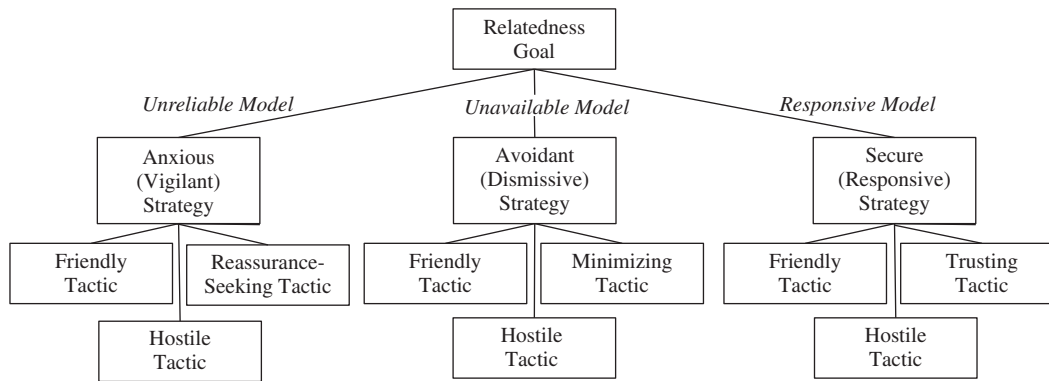 Relatedness
Goal
Unreliable Model
Unavailable Model
Responsive Model
Anxious
(Vigilant)
Strategy
Avoidant
(Dismissive)
Strategy
Secure
(Responsive)
Strategy
Friendly
Tactic
Reassurance-
Seeking Tactic
Friendly
Tactic
Minimizing
Tactic
Friendly
Tactic
Trusting
Tactic
Hostile
Tactic
Hostile
Tactic
Hostile
Tactic